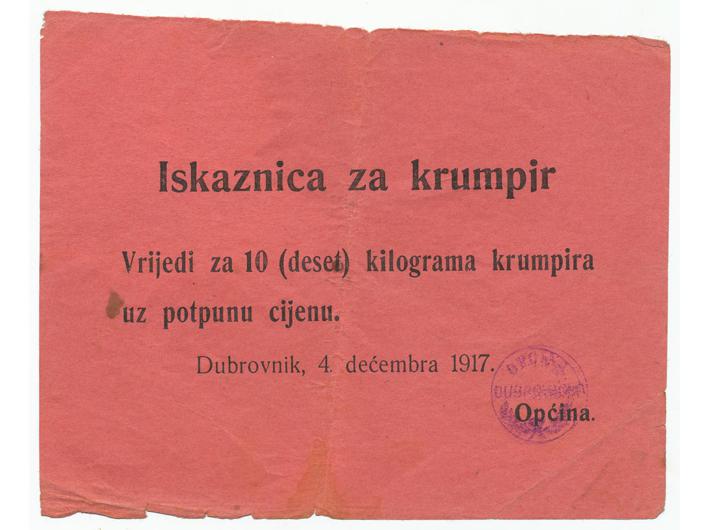 Iskaznica za krumpir
Vrijedi za 10 (deset) kilograma krumpira
uz potpunu cijenu.
Dubrovnik, 4. dećembra 1917.
Općina.